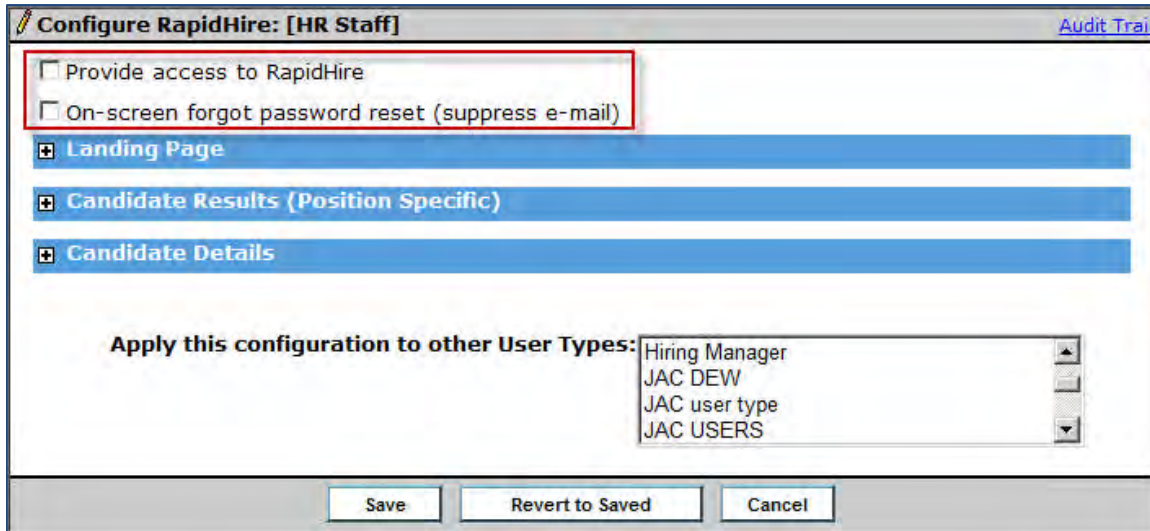 Configure RapidHire: [HR Staff]
Audit Trai
Provide access to RapidHire
On-screen forgot password reset (suppress e-mail)
Landing Page
Candidate Results (Position Specific)
Candidate Details
Apply this configuration to other User Types:
Hiring Manager
JAC DEW
JAC user type
JAC USERS
Save
Revert to Saved
Cancel